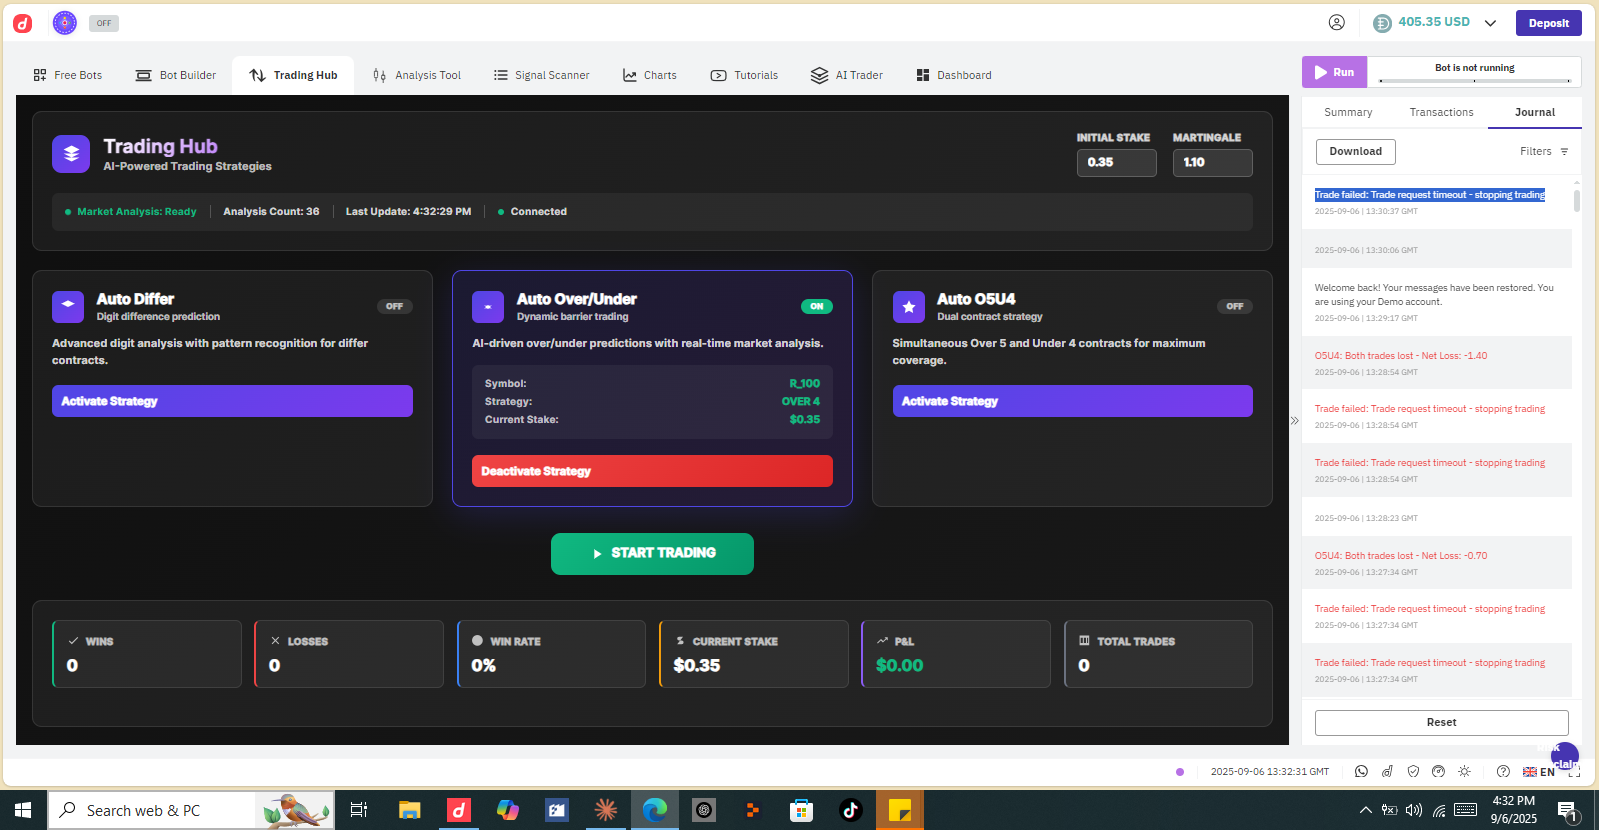 OFF
405.35 USD
Deposit
Free Bots
Bot Builder
Trading Hub
Analysis Tool
Signal Scanner
Charts
Tutorials
AI Trader
Dashboard
Run
Bot is not running
Trading Hub
AI-Powered Trading Strategies
INITIAL STAKE
MARTINGALE
0.35
1.10
Market Analysis: Ready
Analysis Count: 36
Last Update: 4:32:29 PM
Connected
Auto Differ
Digit difference prediction
OFF
Advanced digit analysis with pattern recognition for differ
contracts.
Activate Strategy
Auto Over/Under
Dynamic barrier trading
ON
AI-driven over/under predictions with real-time market analysis.
Symbol:
R_100
Strategy:
OVER 4
Current Stake:
$0.35
Deactivate Strategy
Auto O5U4
Dual contract strategy
OFF
Simultaneous Over 5 and Under 4 contracts for maximum
coverage.
Activate Strategy
START TRADING
WINS
0
LOSSES
0
WIN RATE
0%
CURRENT STAKE
$0.35
P&L
$0.00
TOTAL TRADES
0
Summary
Transactions
Journal
Download
Filters
Trade failed: Trade request timeout - stopping trading
2025-09-06 | 13:30:37 GMT
2025-09-06 | 13:30:06 GMT
Welcome back! Your messages have been restored. You
are using your Demo account.
2025-09-06 | 13:29:17 GMT
O5U4: Both trades lost - Net Loss: -1.40
2025-09-06 | 13:28:54 GMT
Trade failed: Trade request timeout - stopping trading
2025-09-06 | 13:28:54 GMT
Trade failed: Trade request timeout - stopping trading
2025-09-06 | 13:28:54 GMT
2025-09-06 | 13:28:23 GMT
O5U4: Both trades lost - Net Loss: -0.70
2025-09-06 | 13:27:34 GMT
Trade failed: Trade request timeout - stopping trading
2025-09-06 | 13:27:34 GMT
Trade failed: Trade request timeout - stopping trading
2025-09-06 | 13:27:34 GMT
Reset
2025-09-06 13:32:31 GMT
EN
Search web & PC
4:32 PM
9/6/2025
1